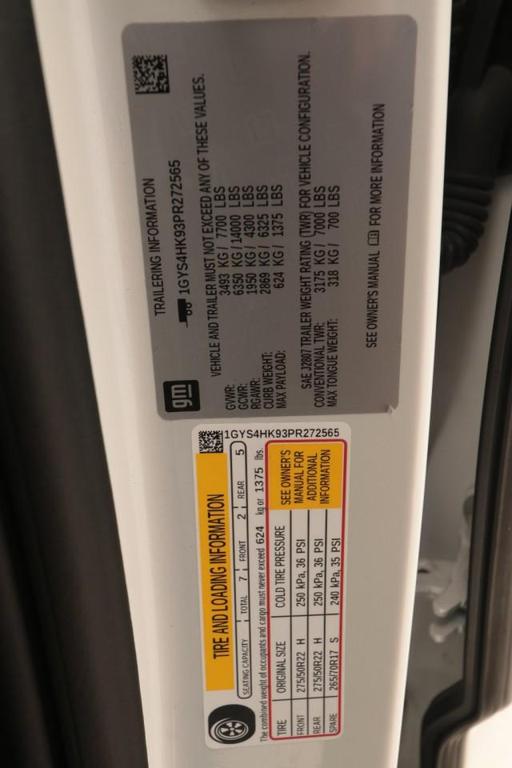 TRAILERING INFORMATION
1GYS4HK93PR272565
VEHICLE AND TRAILER MUST NOT EXCEED ANY OF THESE VALUES.
GVWR: 3493 KG/ 7700 LBS
GCWR: 6350 KG/14000 LBS
RGAWR: 1950 KG/ 4300 LBS
CURB WEIGHT: 2869 KG/ 6325 LBS
MAX PAYLOAD: 624 KG/ 1375 LBS
SAE J2807 TRAILER WEIGHT RATING (TWR) FOR VEHICLE CONFIGURATION.
CONVENTIONAL TWR: 3175 KG/ 7000 LBS
MAX TONGUE WEIGHT: 318 KG/ 700 LBS
SEE OWNER'S MANUAL FOR MORE INFORMATION
gm
1GYS4HK93PR272565
TIRE AND LOADING INFORMATION
SEATING CAPACITY TOTAL 7 FRONT 2 REAR 5
The combined weight of occupants and cargo must never exceed 624 kg or 1375 lbs.
TIRE ORIGINAL SIZE COLD TIRE PRESSURE
FRONT 275/50R22 H 250 kPa, 36 PSI
REAR 275/50R22 H 250 kPa, 36 PSI
SPARE 265/70R17 S 240 kPa, 35 PSI
SEE OWNER'S
MANUAL FOR
ADDITIONAL
INFORMATION